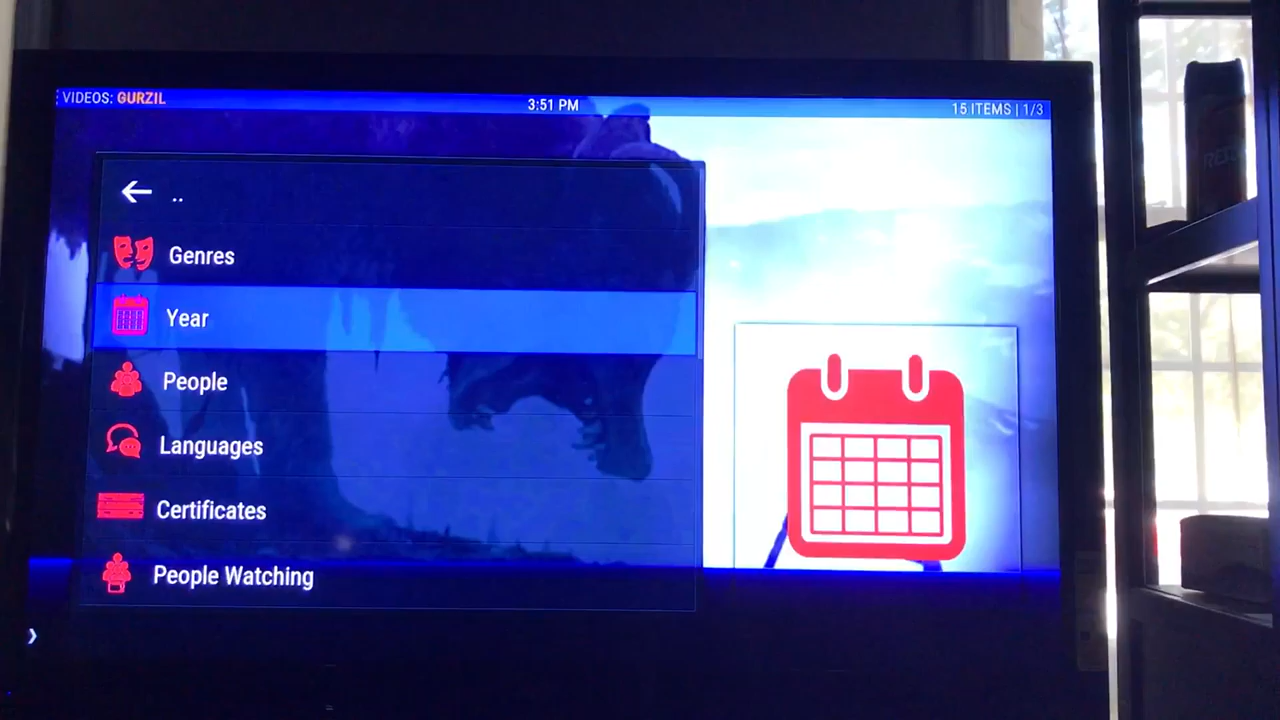 VIDEOS: GURZIL
3:51 PM
15 ITEMS | 1/3
..
Genres
Year
People
Languages
Certificates
People Watching